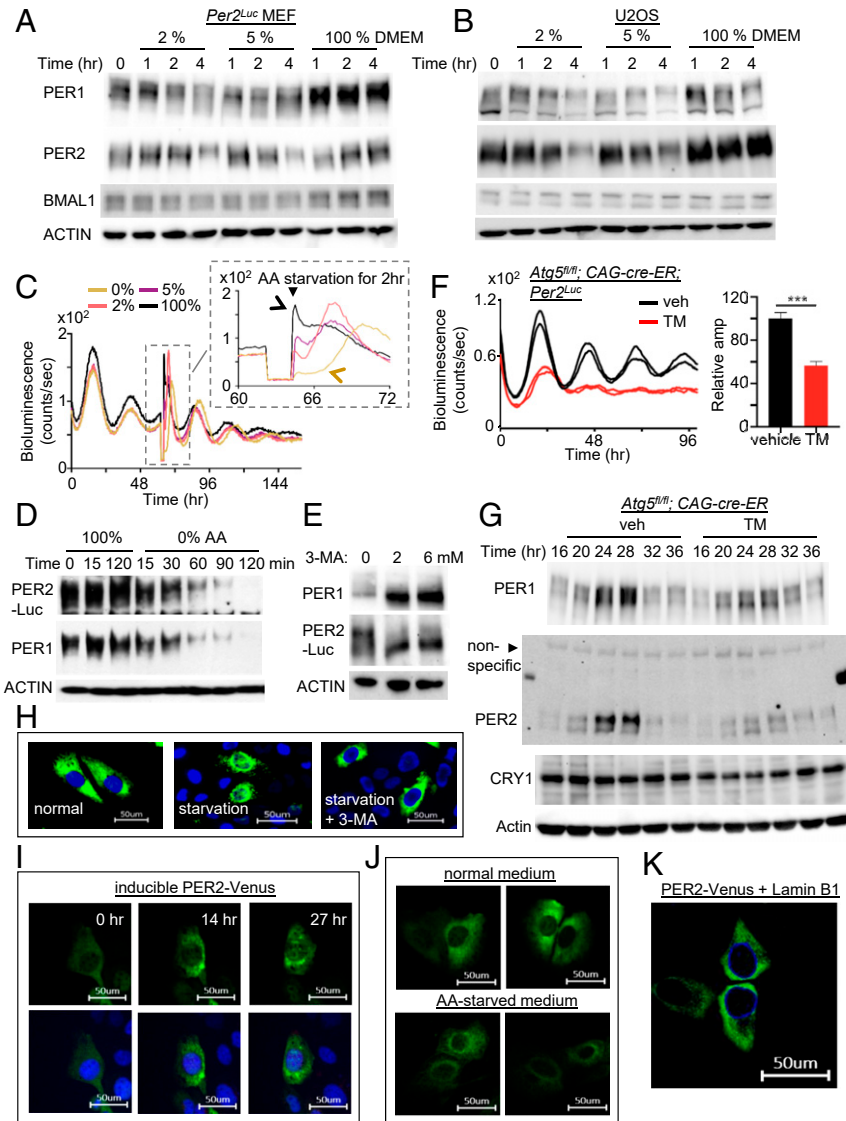 A
Per2Luc MEF
2 % 5 % 100 % DMEM
Time (hr) 0 1 2 4 1 2 4 1 2 4
PER1
PER2
BMAL1
ACTIN
B
U2OS
2 % 5 % 100 % DMEM
Time (hr) 0 1 2 4 1 2 4 1 2 4
C
0% 5%
2% 100%
x10²
Bioluminescence
(counts/sec)
2
1
0
0 48 96 144
Time (hr)
x10² AA starvation for 2hr
2
1
0
60 66 72
F
Atg5fl/fl; CAG-cre-ER;
Per2Luc
x10²
1.2
0.6
0
Bioluminescence
(counts/sec)
veh
TM
0 48 96
Time (hr)
Relative amp
120
80
40
0
***
vehicle TM
D
100% 0% AA
Time 0 15 120 15 30 60 90 120 min
PER2
-Luc
PER1
ACTIN
E
3-MA: 0 2 6 mM
PER1
PER2
-Luc
ACTIN
G
Atg5fl/fl; CAG-cre-ER
veh TM
Time (hr) 16 20 24 28 32 36 16 20 24 28 32 36
PER1
non-
specific
PER2
CRY1
Actin
H
normal
50um
starvation
50um
starvation
+ 3-MA
50um
I
inducible PER2-Venus
0 hr 14 hr 27 hr
50um 50um 50um
50um 50um 50um
J
normal medium
50um 50um
AA-starved medium
50um 50um
K
PER2-Venus + Lamin B1
50um